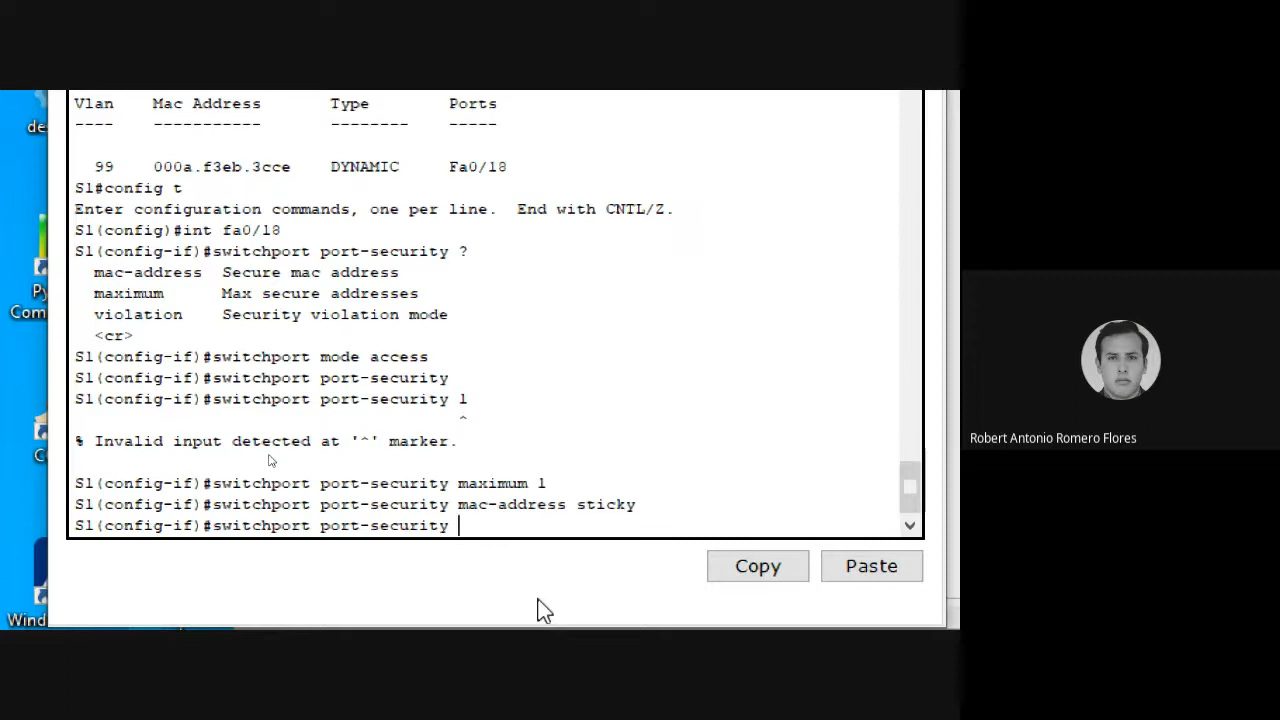 Vlan    Mac Address       Type        Ports
----    -----------       --------    -----
99    000a.f3eb.3cce    DYNAMIC     Fa0/18
S1#config t
Enter configuration commands, one per line.  End with CNTL/Z.
S1(config)#int fa0/18
S1(config-if)#switchport port-security ?
mac-address  Secure mac address
maximum      Max secure addresses
violation    Security violation mode
<cr>
S1(config-if)#switchport mode access
S1(config-if)#switchport port-security
S1(config-if)#switchport port-security 1
^
% Invalid input detected at '^' marker.
S1(config-if)#switchport port-security maximum 1
S1(config-if)#switchport port-security mac-address sticky
S1(config-if)#switchport port-security
Copy
Paste
des
Py
Com
Wind
Robert Antonio Romero Flores